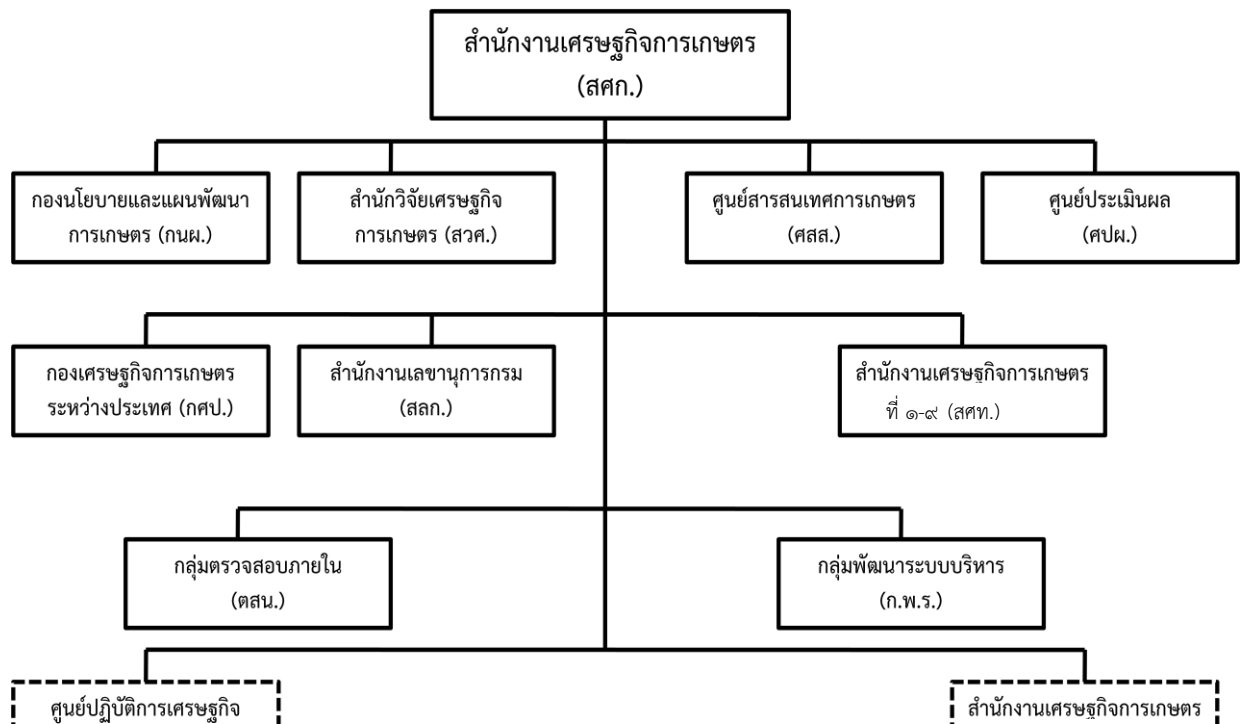 สำนักงานเศรษฐกิจการเกษตร
(สศก.)
กองนโยบายและแผนพัฒนา
การเกษตร (กนผ.)
สำนักวิจัยเศรษฐกิจ
การเกษตร (สวศ.)
ศูนย์สารสนเทศการเกษตร
(ศสส.)
ศูนย์ประเมินผล
(ศปผ.)
กองเศรษฐกิจการเกษตร
ระหว่างประเทศ (กศป.)
สำนักงานเลขานุการกรม
(สลก.)
สำนักงานเศรษฐกิจการเกษตร
ที่ ๑-๙ (สศท.)
กลุ่มตรวจสอบภายใน
(ตสน.)
กลุ่มพัฒนาระบบบริหาร
(ก.พ.ร.)
ศูนย์ปฏิบัติการเศรษฐกิจ
สำนักงานเศรษฐกิจการเกษตร